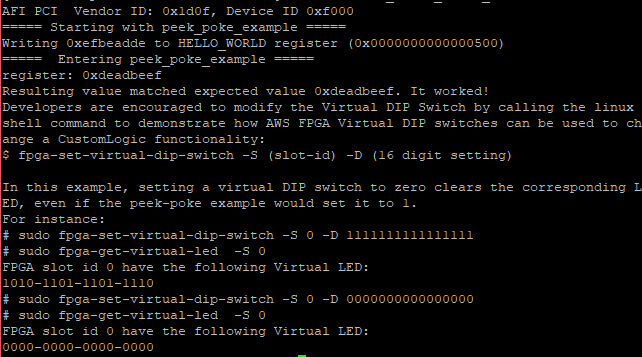 AFI PCI  Vendor ID: 0x1d0f, Device ID 0xf000
===== Starting with peek_poke_example =====
Writing 0xefbeadde to HELLO_WORLD register (0x0000000000000500)
=====  Entering peek_poke_example =====
register: 0xdeadbeef
Resulting value matched expected value 0xdeadbeef. It worked!
Developers are encouraged to modify the Virtual DIP Switch by calling the linux
shell command to demonstrate how AWS FPGA Virtual DIP switches can be used to ch
ange a CustomLogic functionality:
$ fpga-set-virtual-dip-switch -S (slot-id) -D (16 digit setting)

In this example, setting a virtual DIP switch to zero clears the corresponding L
ED, even if the peek-poke example would set it to 1.
For instance:
# sudo fpga-set-virtual-dip-switch -S 0 -D 1111111111111111
# sudo fpga-get-virtual-led  -S 0
FPGA slot id 0 have the following Virtual LED:
1010-1101-1101-1110
# sudo fpga-set-virtual-dip-switch -S 0 -D 0000000000000000
# sudo fpga-get-virtual-led  -S 0
FPGA slot id 0 have the following Virtual LED:
0000-0000-0000-0000